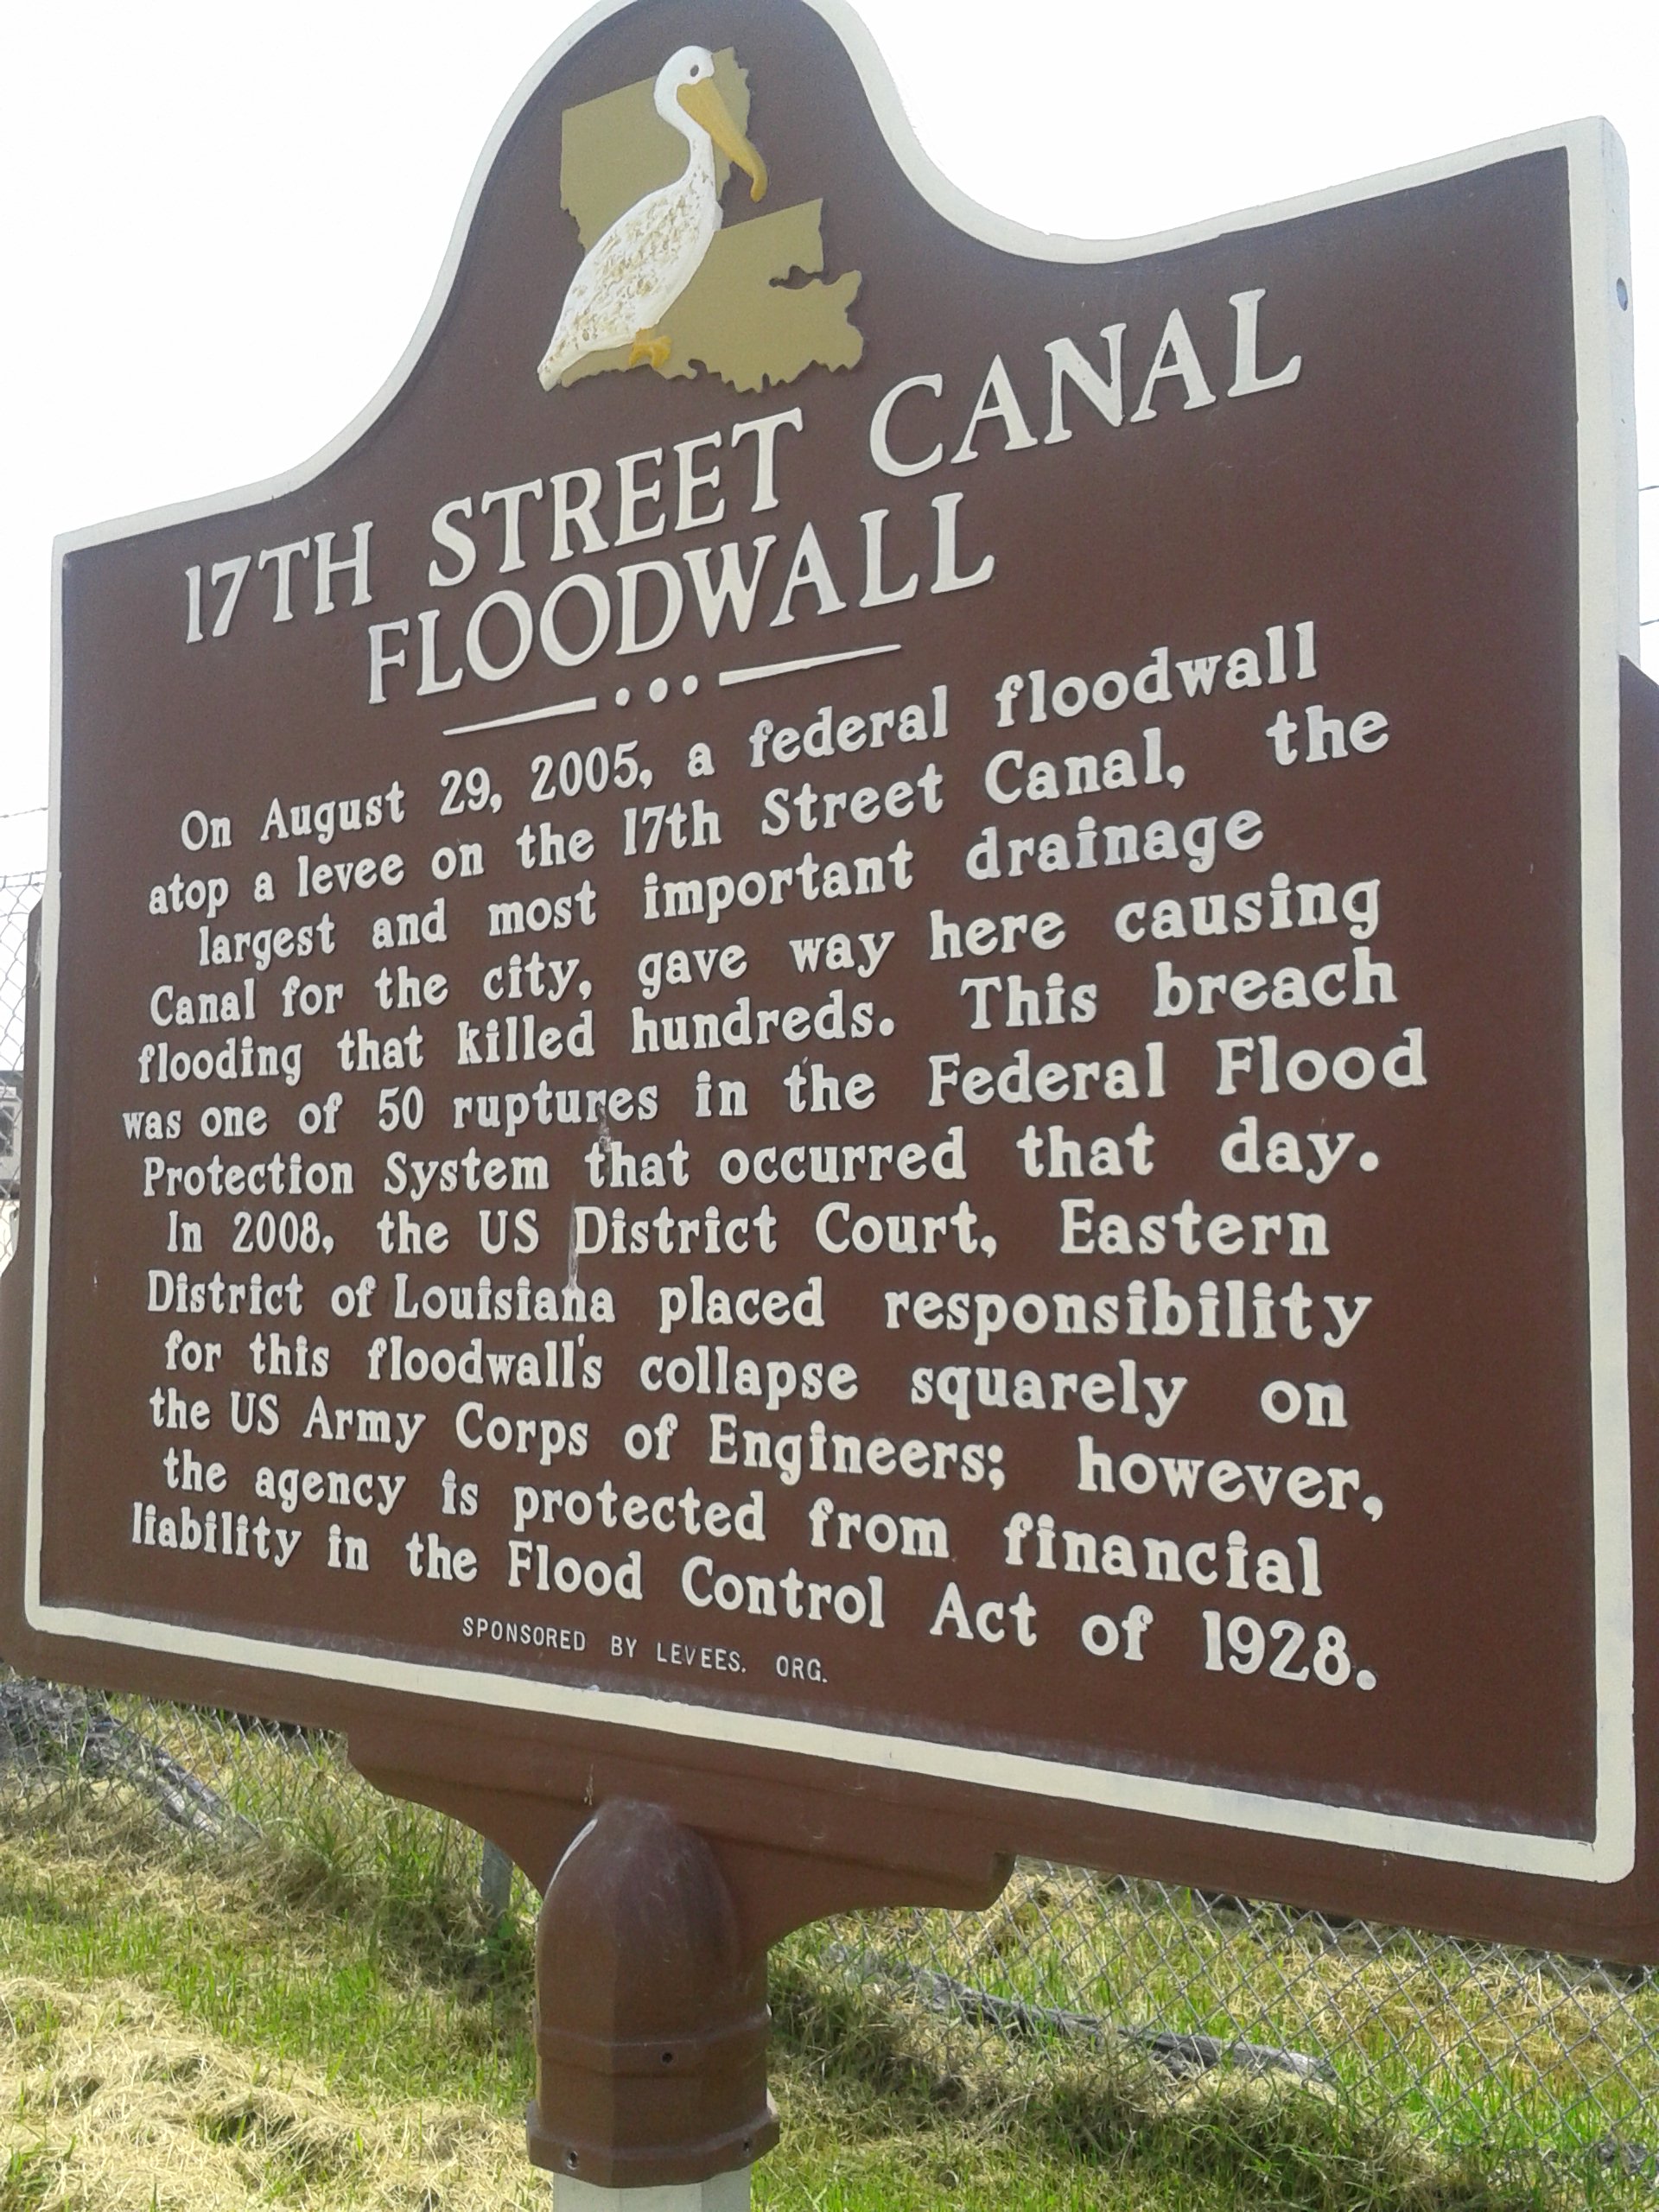 17TH STREET CANAL
FLOODWALL
On August 29, 2005, a federal floodwall
atop a levee on the 17th Street Canal, the
largest and most important drainage
Canal for the city, gave way here causing
flooding that killed hundreds. This breach
was one of 50 ruptures in the Federal Flood
Protection System that occurred that day.
In 2008, the US District Court, Eastern
District of Louisiana placed responsibility
for this floodwall's collapse squarely on
the US Army Corps of Engineers; however,
the agency is protected from financial
liability in the Flood Control Act of 1928.
SPONSORED BY LEVEES. ORG.